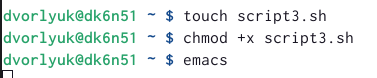 dvorlyuk@dk6n51 ~ $ touch script3.sh
dvorlyuk@dk6n51 ~ $ chmod +x script3.sh
dvorlyuk@dk6n51 ~ $ emacs